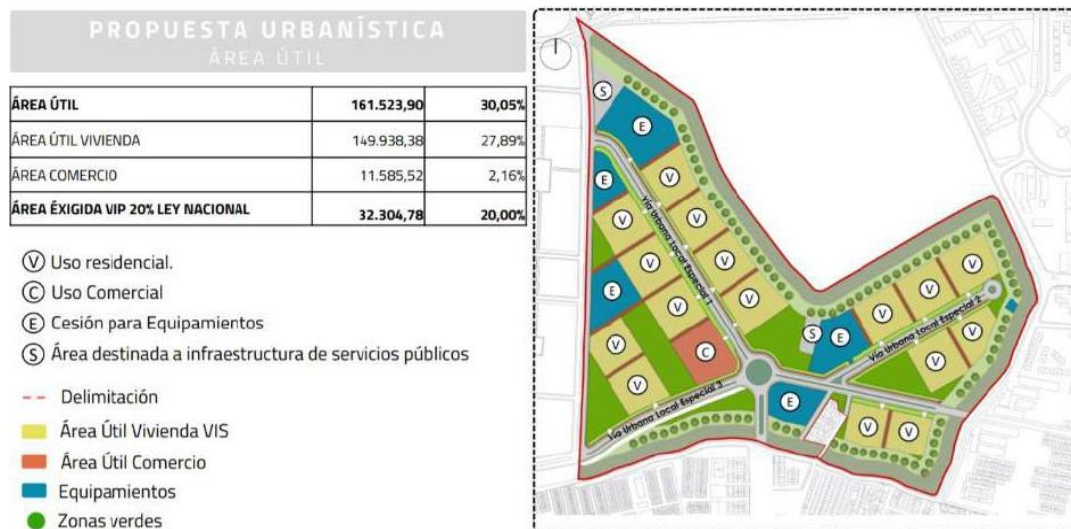 PROPUESTA URBANÍSTICA
ÁREA ÚTIL
ÁREA ÚTIL 161.523,90 30,05%
ÁREA ÚTIL VIVIENDA 149.938,38 27,89%
ÁREA COMERCIO 11.585,52 2,16%
ÁREA ÉXIGIDA VIP 20% LEY NACIONAL 32.304,78 20,00%
V Uso residencial.
C Uso Comercial
E Cesión para Equipamientos
S Área destinada a infraestructura de servicios públicos
Delimitación
Área Útil Vivienda VIS
Área Útil Comercio
Equipamientos
Zonas verdes
S
E
V
E
V
V
V
V
V
E
V
V
V
V
V
C
V
S
E
V
V
V
V
E
V
V
Vía Urbana Local Especial 1
Vía Urbana Local Especial 2
Vía Urbana Local Especial 3